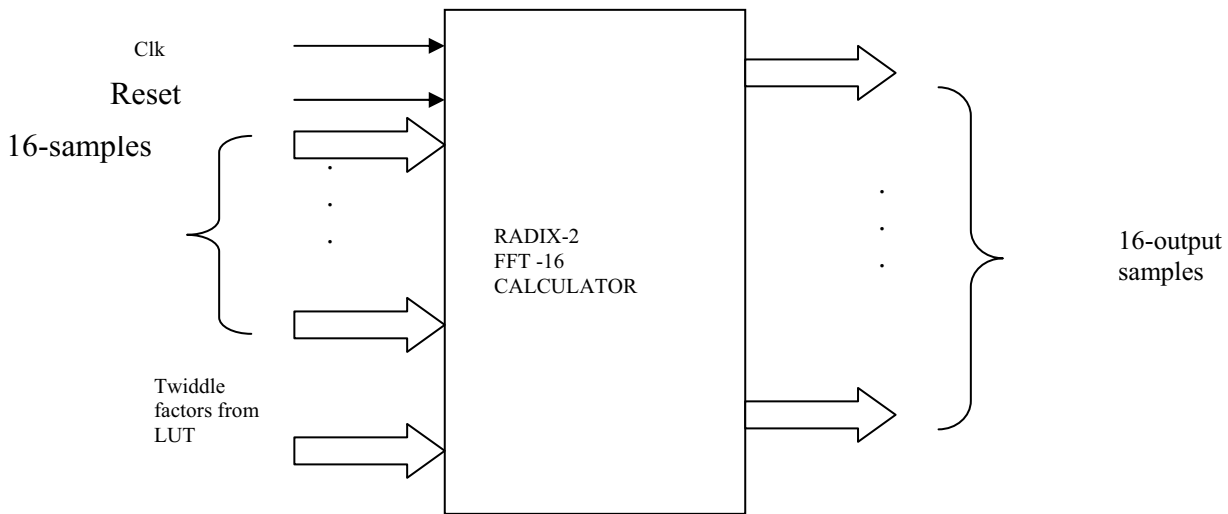 Clk
Reset
16-samples
RADIX-2
FFT -16
CALCULATOR
Twiddle
factors from
LUT
16-output
samples